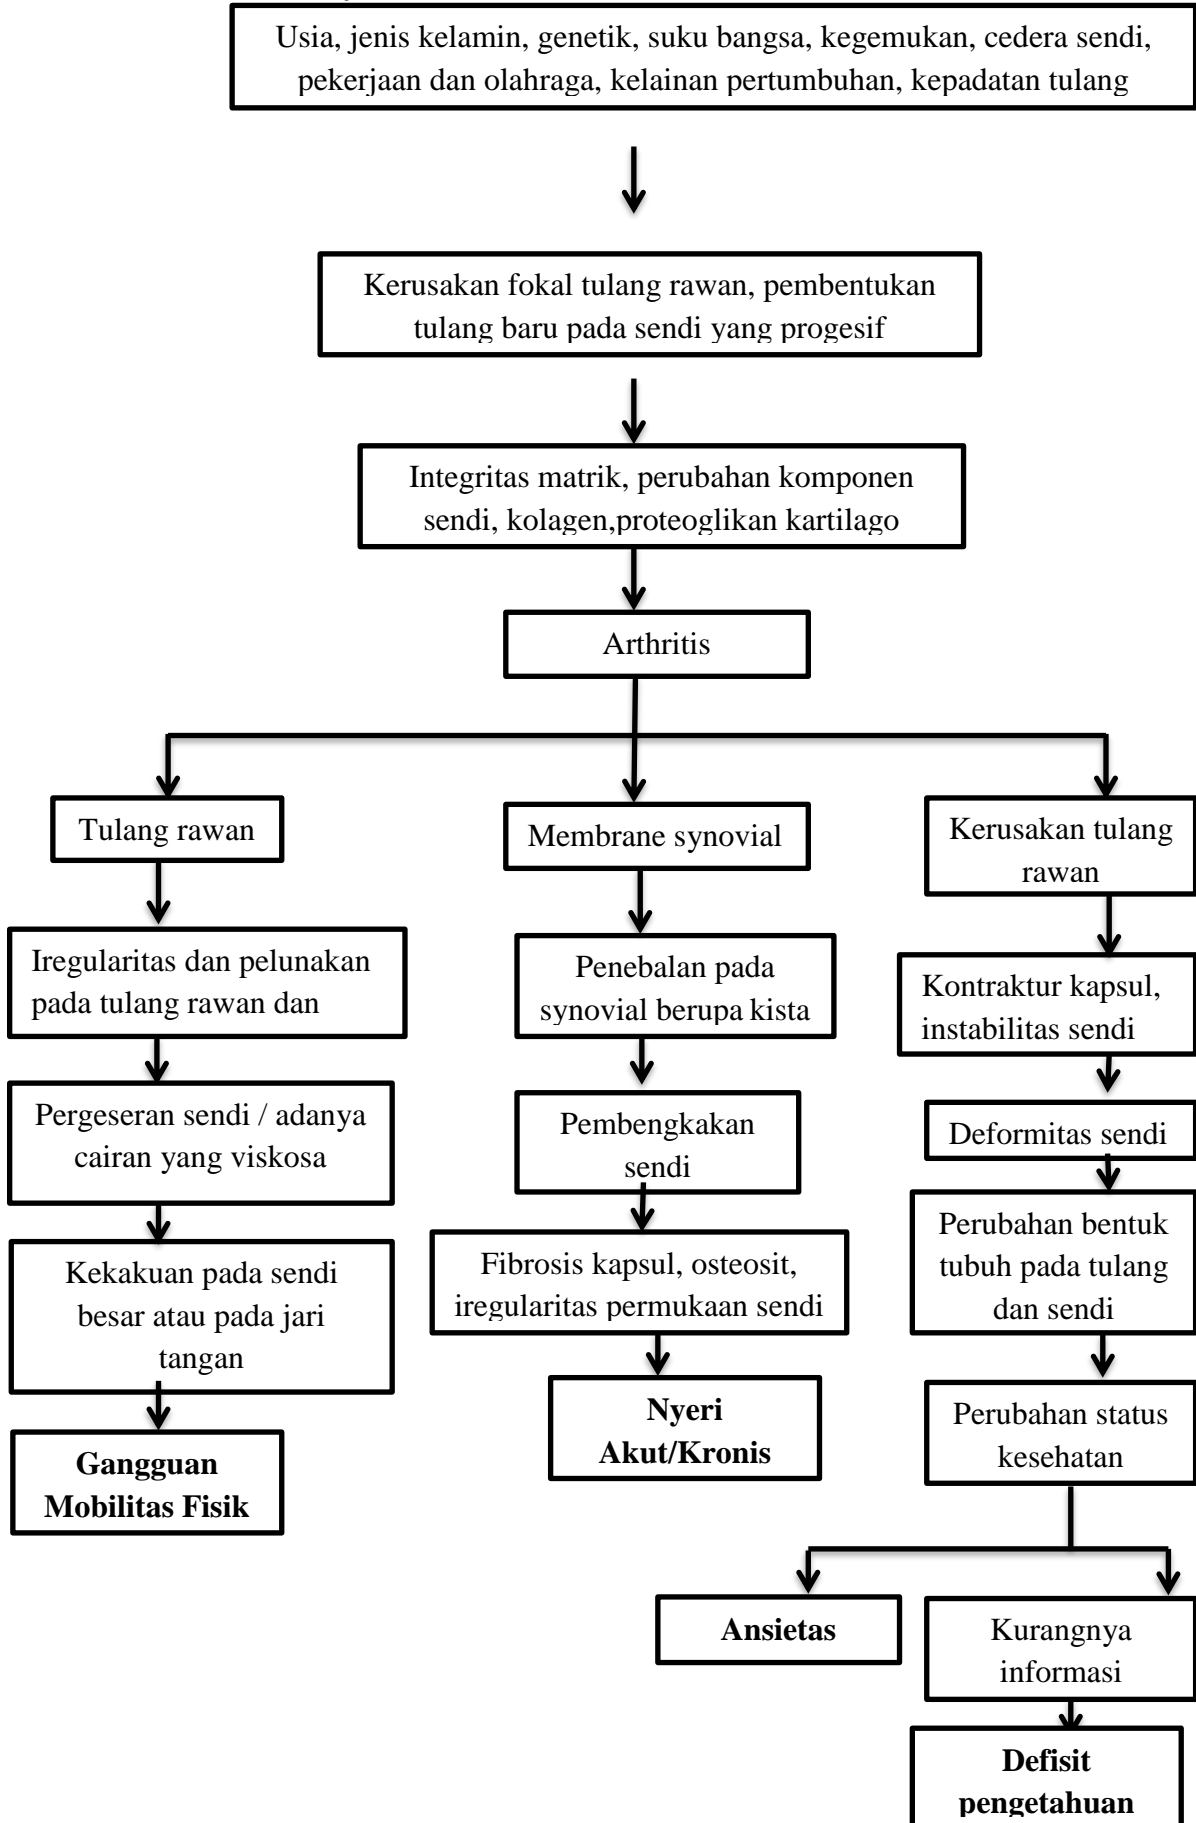 Usia, jenis kelamin, genetik, suku bangsa, kegemukan, cedera sendi,
pekerjaan dan olahraga, kelainan pertumbuhan, kepadatan tulang
Kerusakan fokal tulang rawan, pembentukan
tulang baru pada sendi yang progesif
Integritas matrik, perubahan komponen
sendi, kolagen,proteoglikan kartilago
Arthritis
Tulang rawan
Iregularitas dan pelunakan
pada tulang rawan dan
Pergeseran sendi / adanya
cairan yang viskosa
Kekakuan pada sendi
besar atau pada jari
tangan
Gangguan
Mobilitas Fisik
Membrane synovial
Penebalan pada
synovial berupa kista
Pembengkakan
sendi
Fibrosis kapsul, osteosit,
iregularitas permukaan sendi
Nyeri
Akut/Kronis
Kerusakan tulang
rawan
Kontraktur kapsul,
instabilitas sendi
Deformitas sendi
Perubahan bentuk
tubuh pada tulang
dan sendi
Perubahan status
kesehatan
Ansietas
Kurangnya
informasi
Defisit
pengetahuan